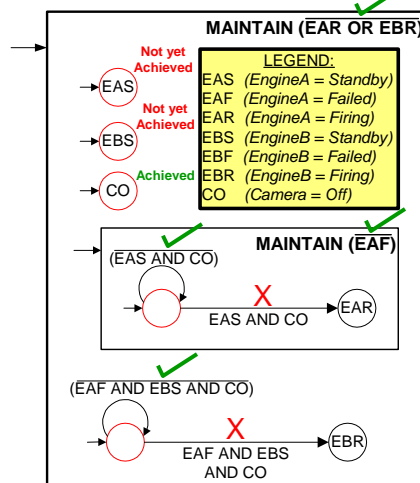 MAINTAIN (EAR OR EBR)
Not yet
Achieved
EAS
Not yet
Achieved
EBS
Achieved
CO
LEGEND:
EAS (EngineA = Standby)
EAF (EngineA = Failed)
EAR (EngineA = Firing)
EBS (EngineB = Standby)
EBF (EngineB = Failed)
EBR (EngineB = Firing)
CO (Camera = Off)
MAINTAIN (EAF)
(EAS AND CO)
X
EAR
EAS AND CO
(EAF AND EBS AND CO)
X
EBR
EAF AND EBS
AND CO